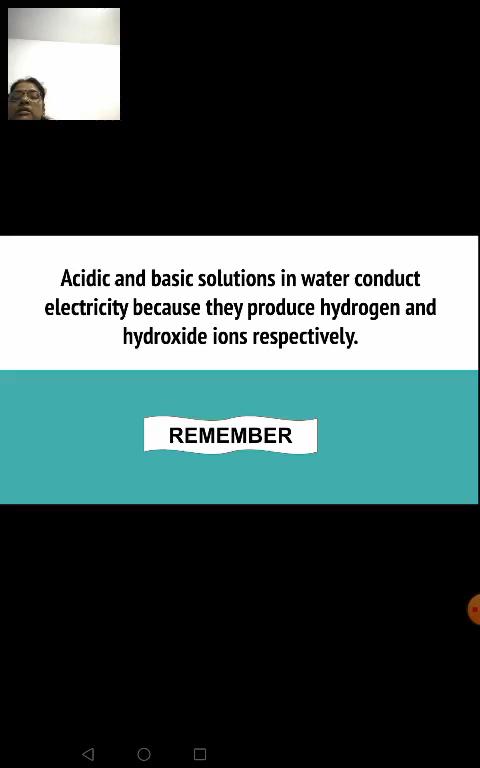 Acidic and basic solutions in water conduct
electricity because they produce hydrogen and
hydroxide ions respectively.
REMEMBER